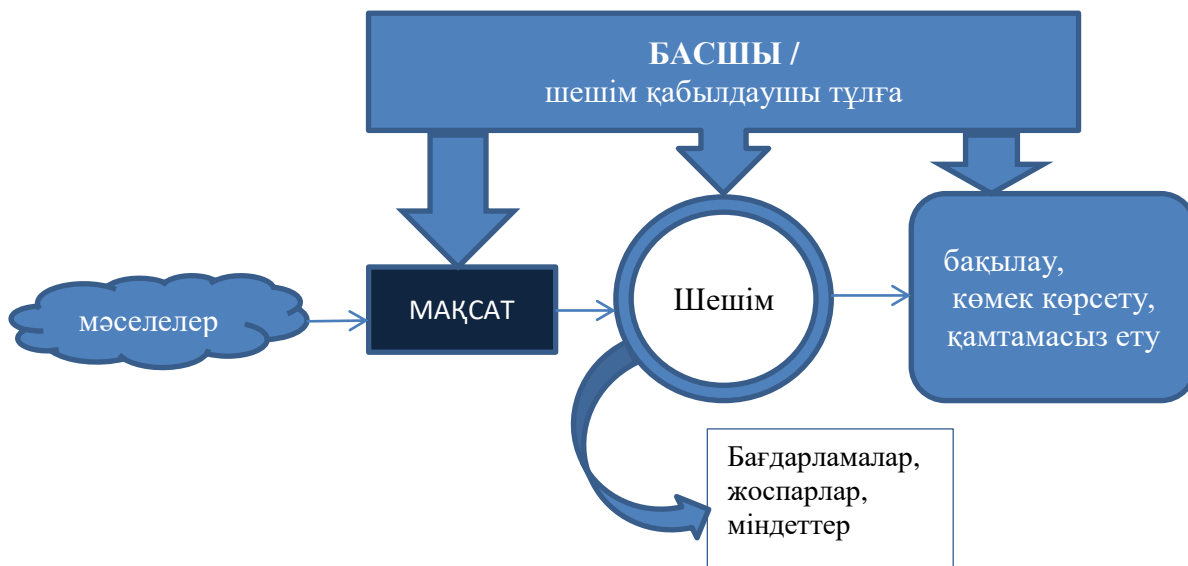 БАСШЫ /
шешім қабылдаушы тұлға
мәселелер
МАҚСАТ
Шешім
бақылау,
көмек көрсету,
қамтамасыз ету
Бағдарламалар,
жоспарлар,
міндеттер